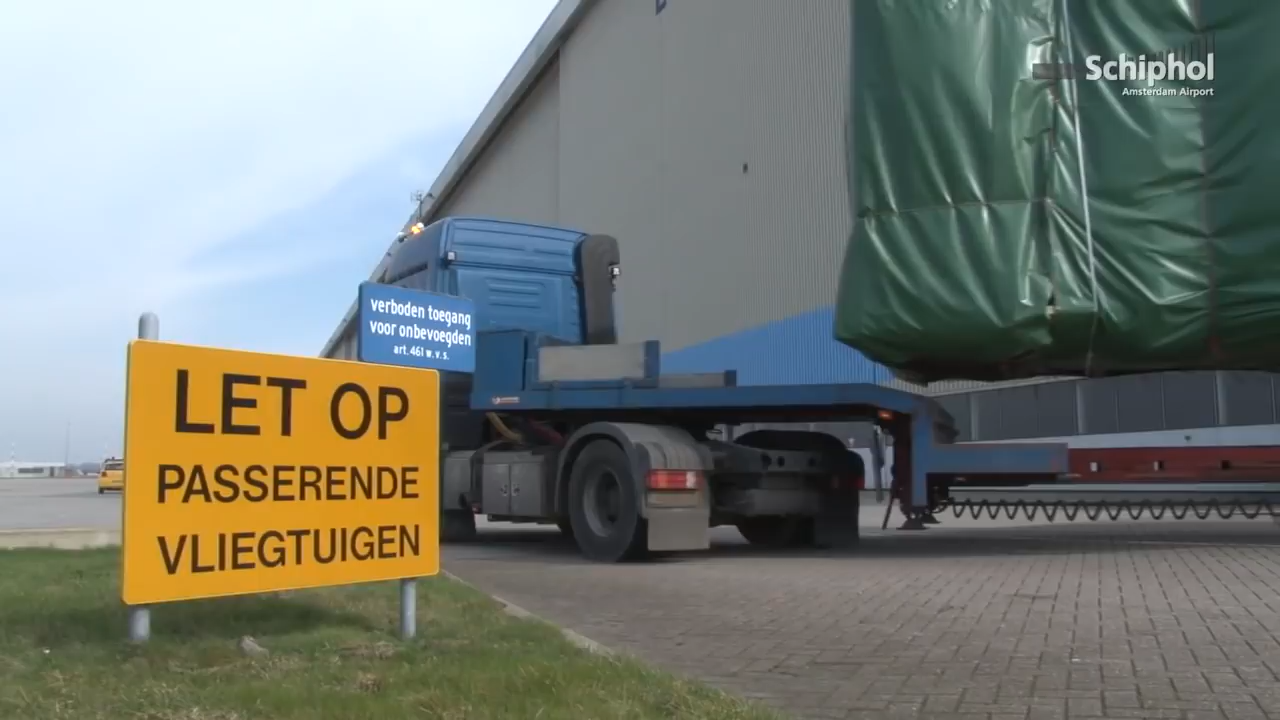 Schiphol
Amsterdam Airport
verboden toegang
voor onbevoegden
art. 461 w.v.s.
LET OP
PASSERENDE
VLIEGTUIGEN